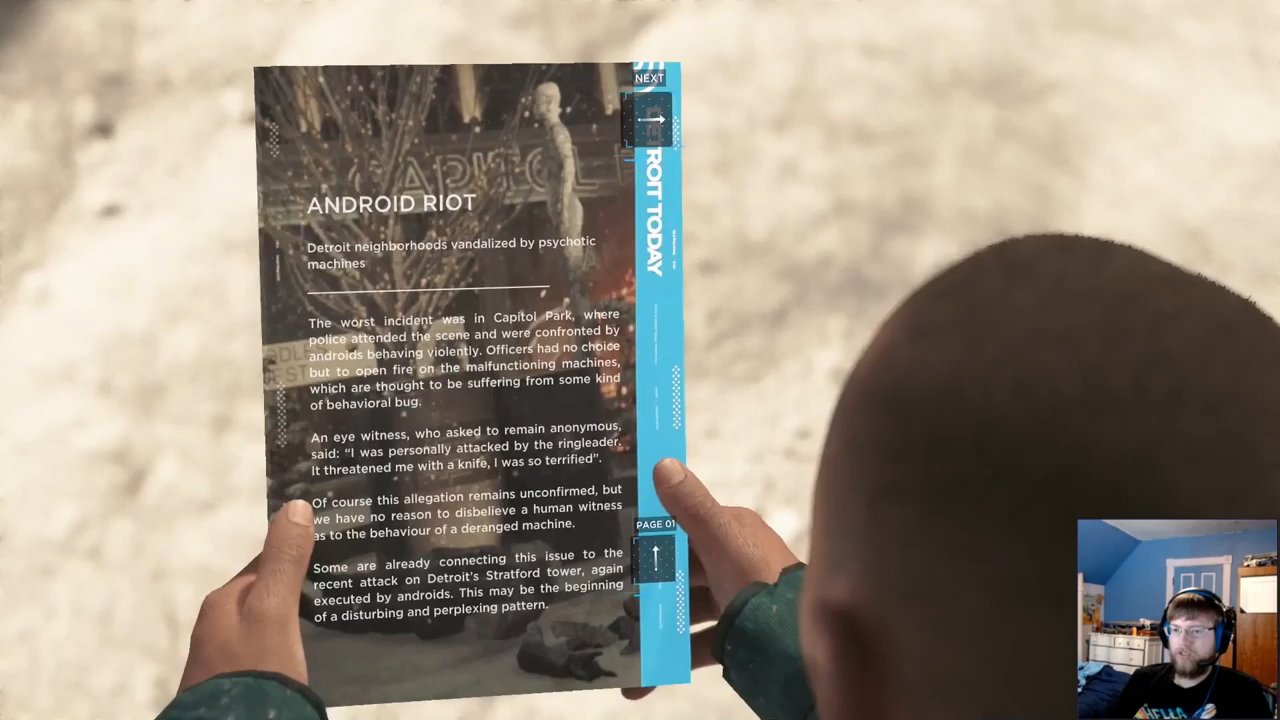 NEXT
DETROIT TODAY
CAPITOL
ANDROID RIOT
Detroit neighborhoods vandalized by psychotic
machines
The worst incident was in Capitol Park, where
police attended the scene and were confronted by
androids behaving violently. Officers had no choice
but to open fire on the malfunctioning machines,
which are thought to be suffering from some kind
of behavioral bug.
An eye witness, who asked to remain anonymous,
said: “I was personally attacked by the ringleader.
It threatened me with a knife, I was so terrified”.
Of course this allegation remains unconfirmed, but
we have no reason to disbelieve a human witness
as to the behaviour of a deranged machine.
Some are already connecting this issue to the
recent attack on Detroit’s Stratford tower, again
executed by androids. This may be the beginning
of a disturbing and perplexing pattern.
PAGE 01
HELLA